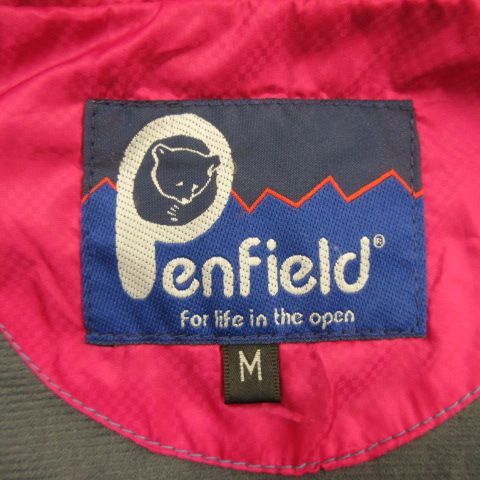 Penfield®
For life in the open
M